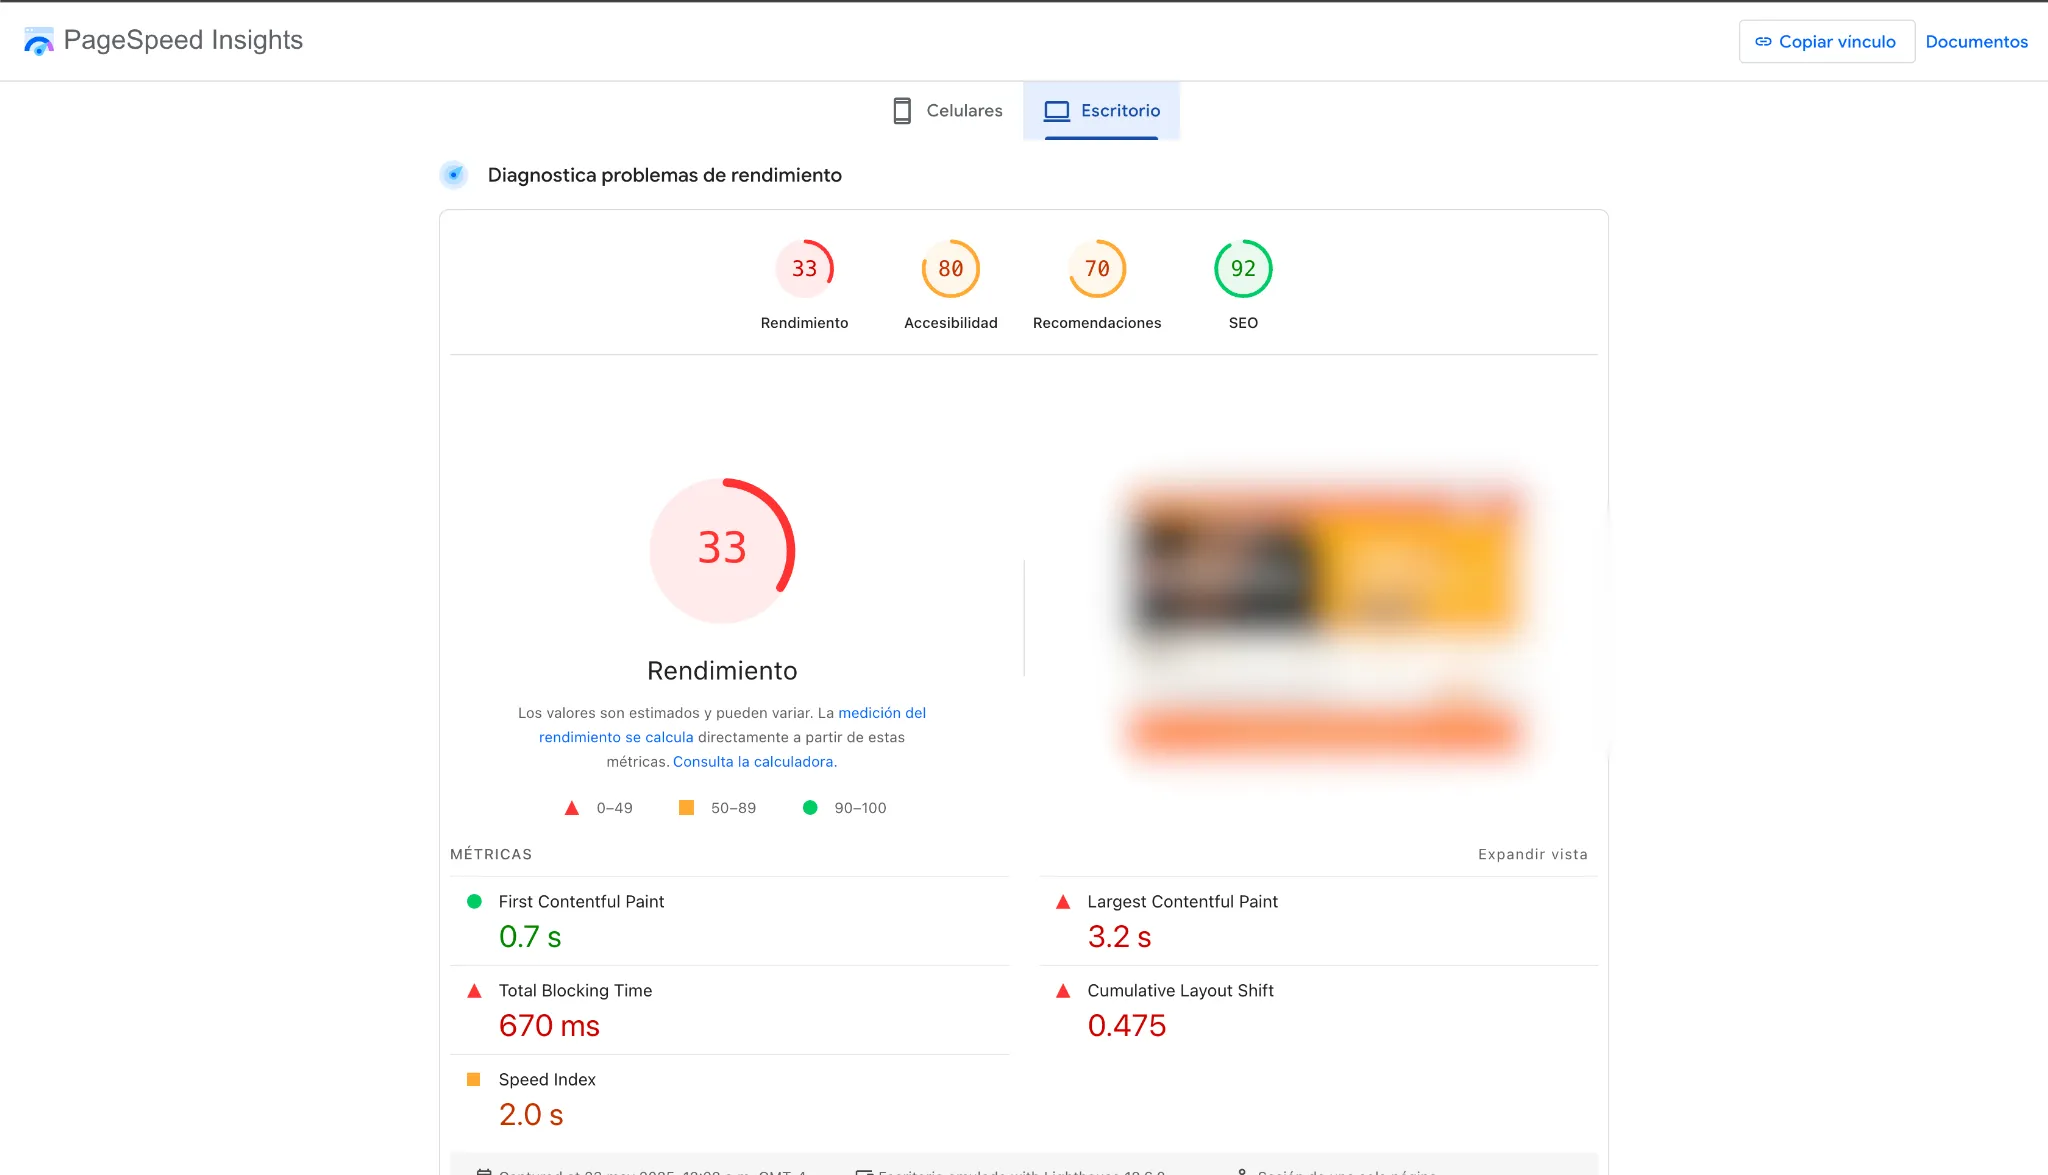 PageSpeed Insights
Copiar vínculo
Documentos
Celulares
Escritorio
Diagnostica problemas de rendimiento
33
80
70
92
Rendimiento
Accesibilidad
Recomendaciones
SEO
33
Rendimiento
Los valores son estimados y pueden variar. La medición del
rendimiento se calcula directamente a partir de estas
métricas. Consulta la calculadora.
0–49
50–89
90–100
MÉTRICAS
Expandir vista
First Contentful Paint
0.7 s
Largest Contentful Paint
3.2 s
Total Blocking Time
670 ms
Cumulative Layout Shift
0.475
Speed Index
2.0 s